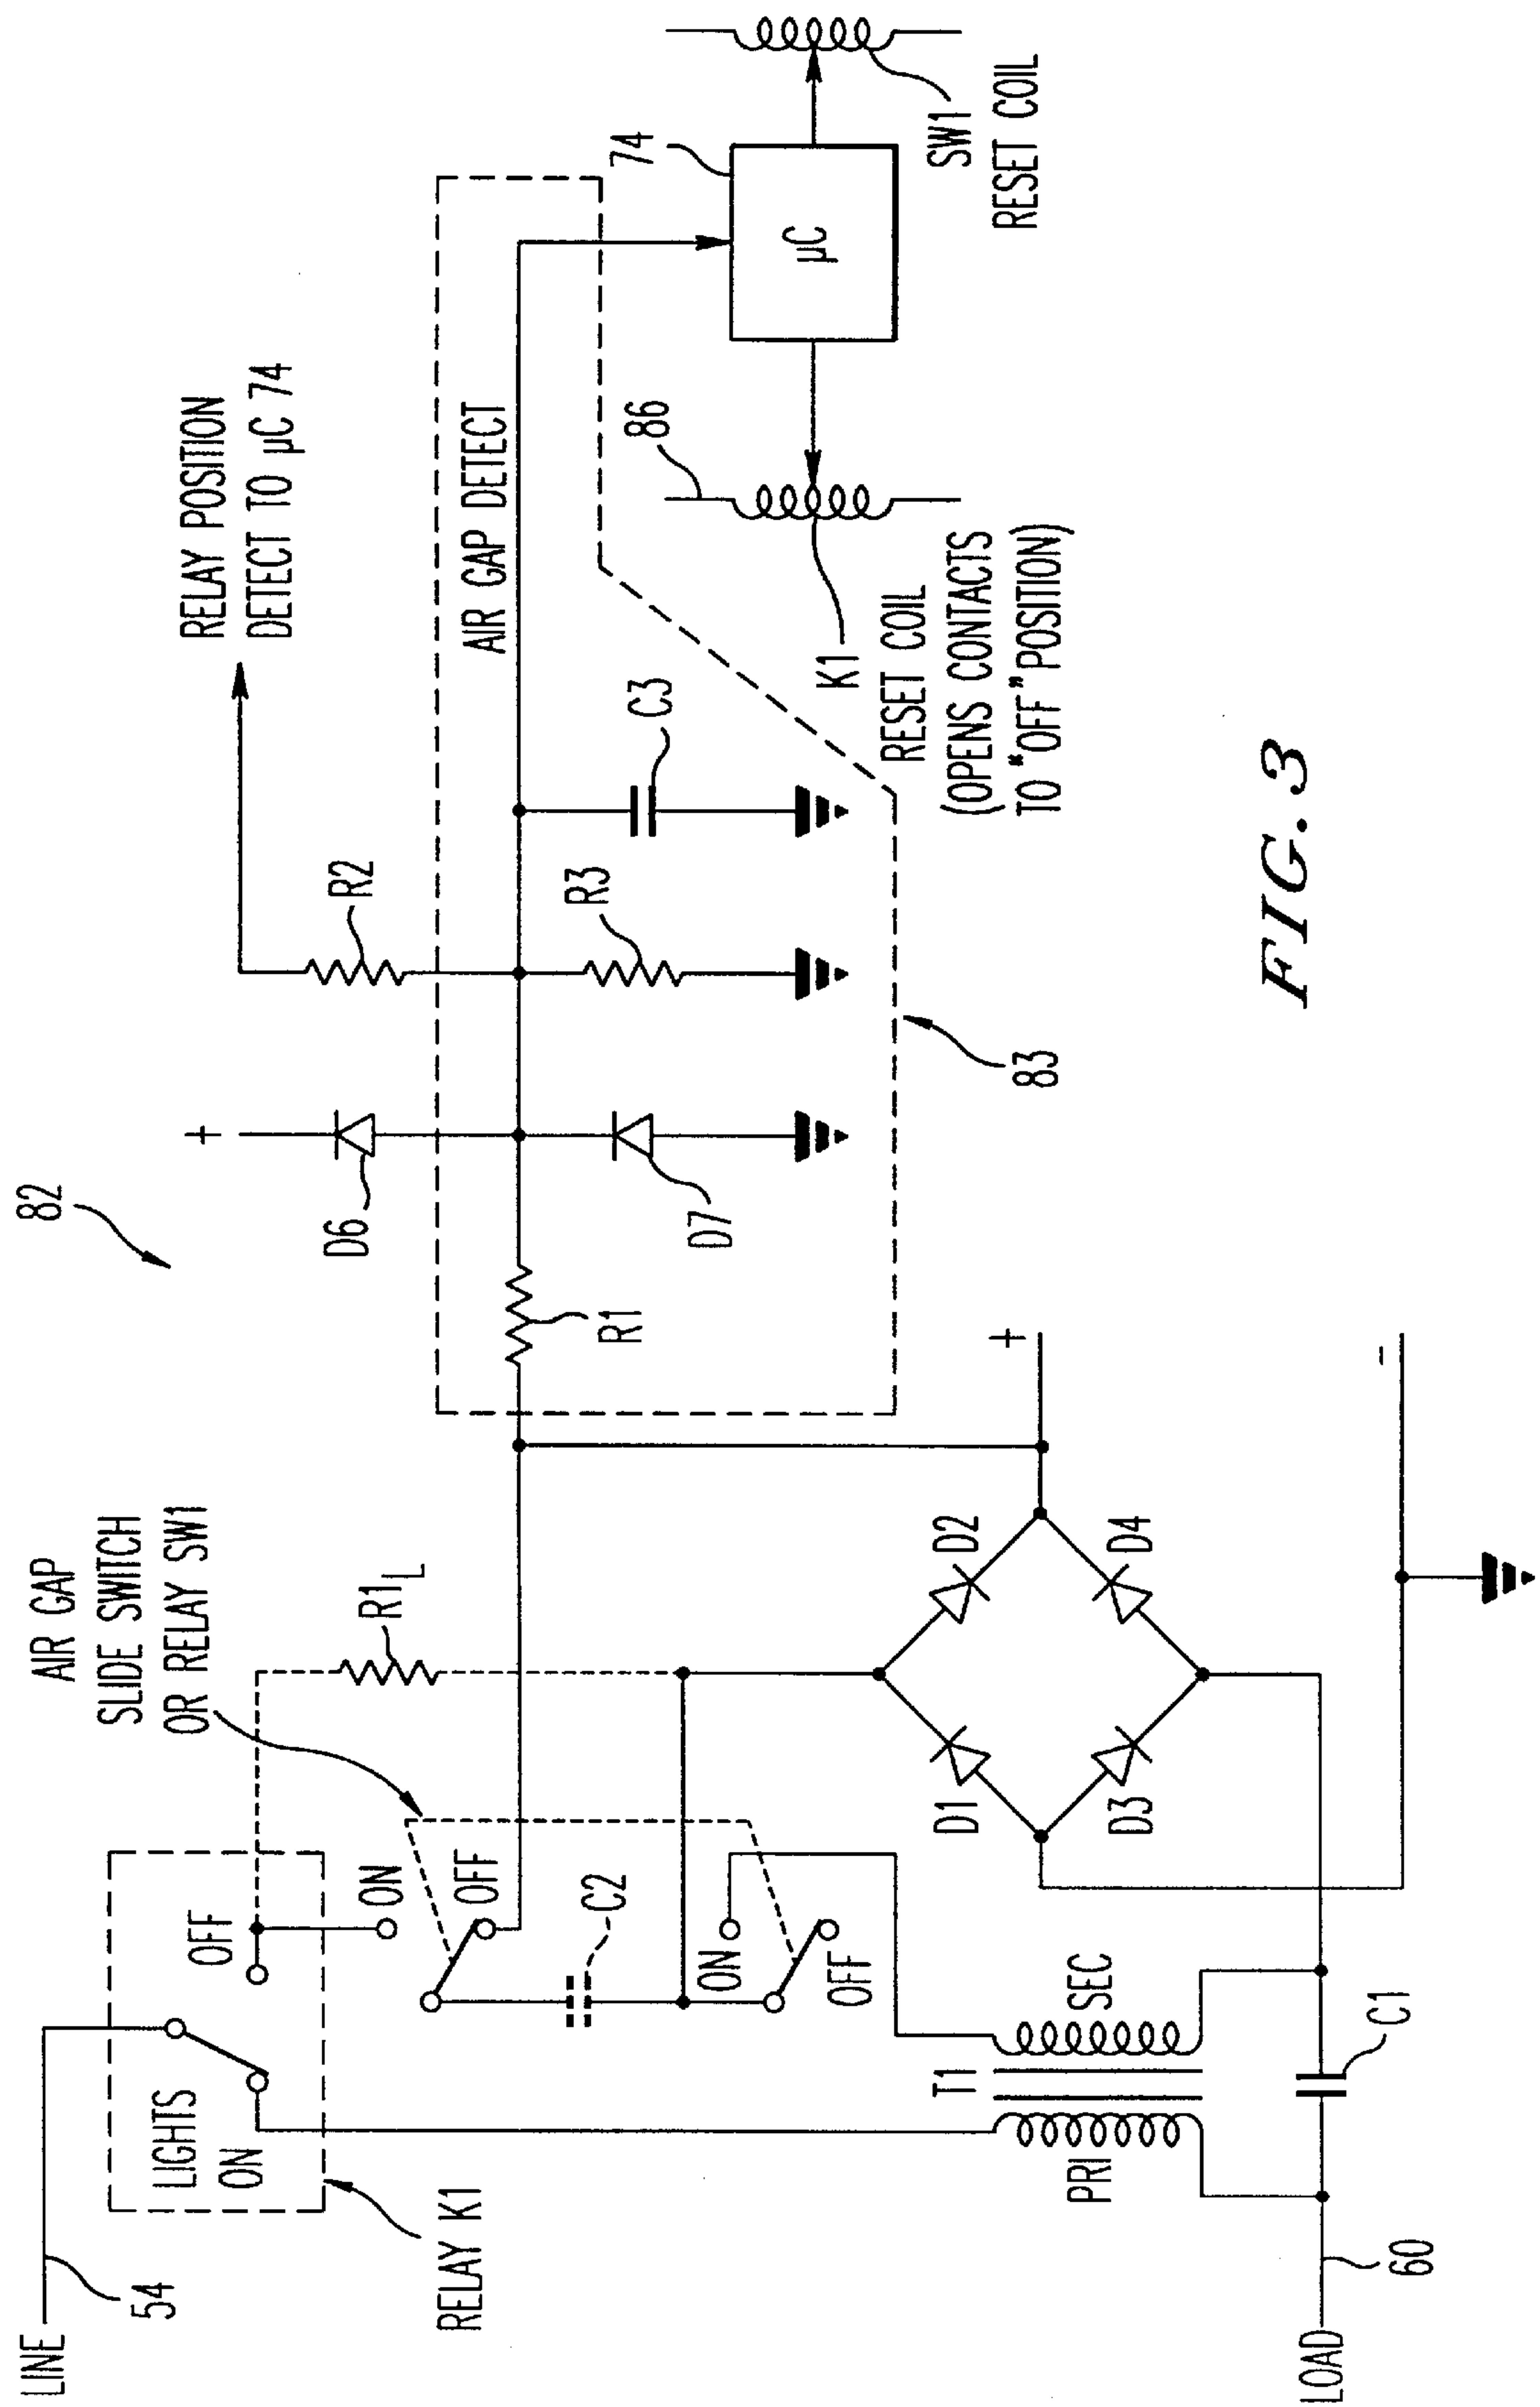 82
LINE
54
LIGHTS
ON
OFF
RELAY K1
AIR GAP
SLIDE SWITCH
OR RELAY SW1
R1L
ON
OFF
C2
ON
OFF
T1
PRI
SEC
C1
LOAD
60
D1
D2
D3
D4
+
-
R1
+
D6
D7
R2
R3
C3
RELAY POSITION
DETECT TO µC 74
AIR GAP DETECT
83
86
K1
RESET COIL
(OPENS CONTACTS
TO "OFF" POSITION)
74
µC
SW1
RESET COIL
FIG. 3